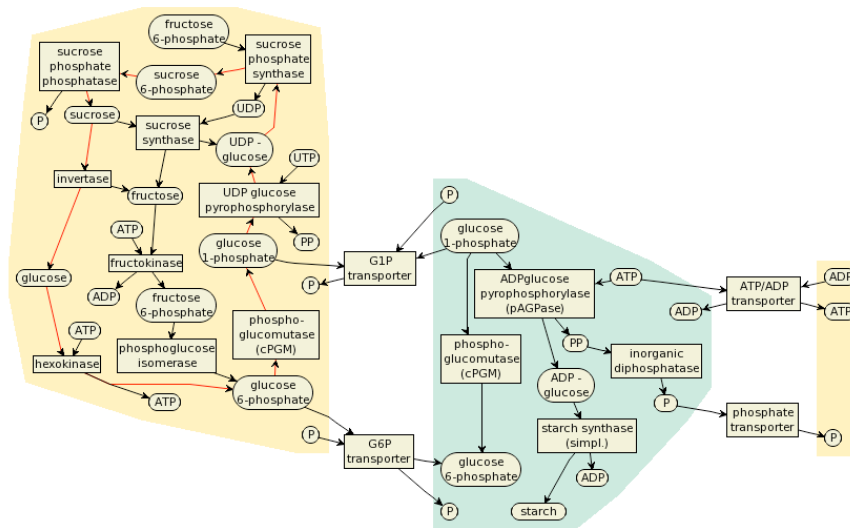 fructose
6-phosphate
sucrose
phosphate
phosphatase
sucrose
6-phosphate
sucrose
phosphate
synthase
P
sucrose
UDP
sucrose
synthase
UDP -
glucose
UTP
invertase
fructose
UDP glucose
pyrophosphorylase
ATP
PP
glucose
1-phosphate
fructokinase
glucose
ADP
fructose
6-phosphate
ATP
hexokinase
phosphoglucose
isomerase
phospho-
glucomutase
(cPGM)
ATP
glucose
6-phosphate
P
G1P
transporter
P
P
G6P
transporter
P
glucose
1-phosphate
ADPglucose
pyrophosphorylase
(pAGPase)
ATP
ADP
ATP/ADP
transporter
ADP
ATP
phospho-
glucomutase
(cPGM)
PP
inorganic
diphosphatase
ADP -
glucose
P
phosphate
transporter
P
starch synthase
(simpl.)
glucose
6-phosphate
ADP
starch